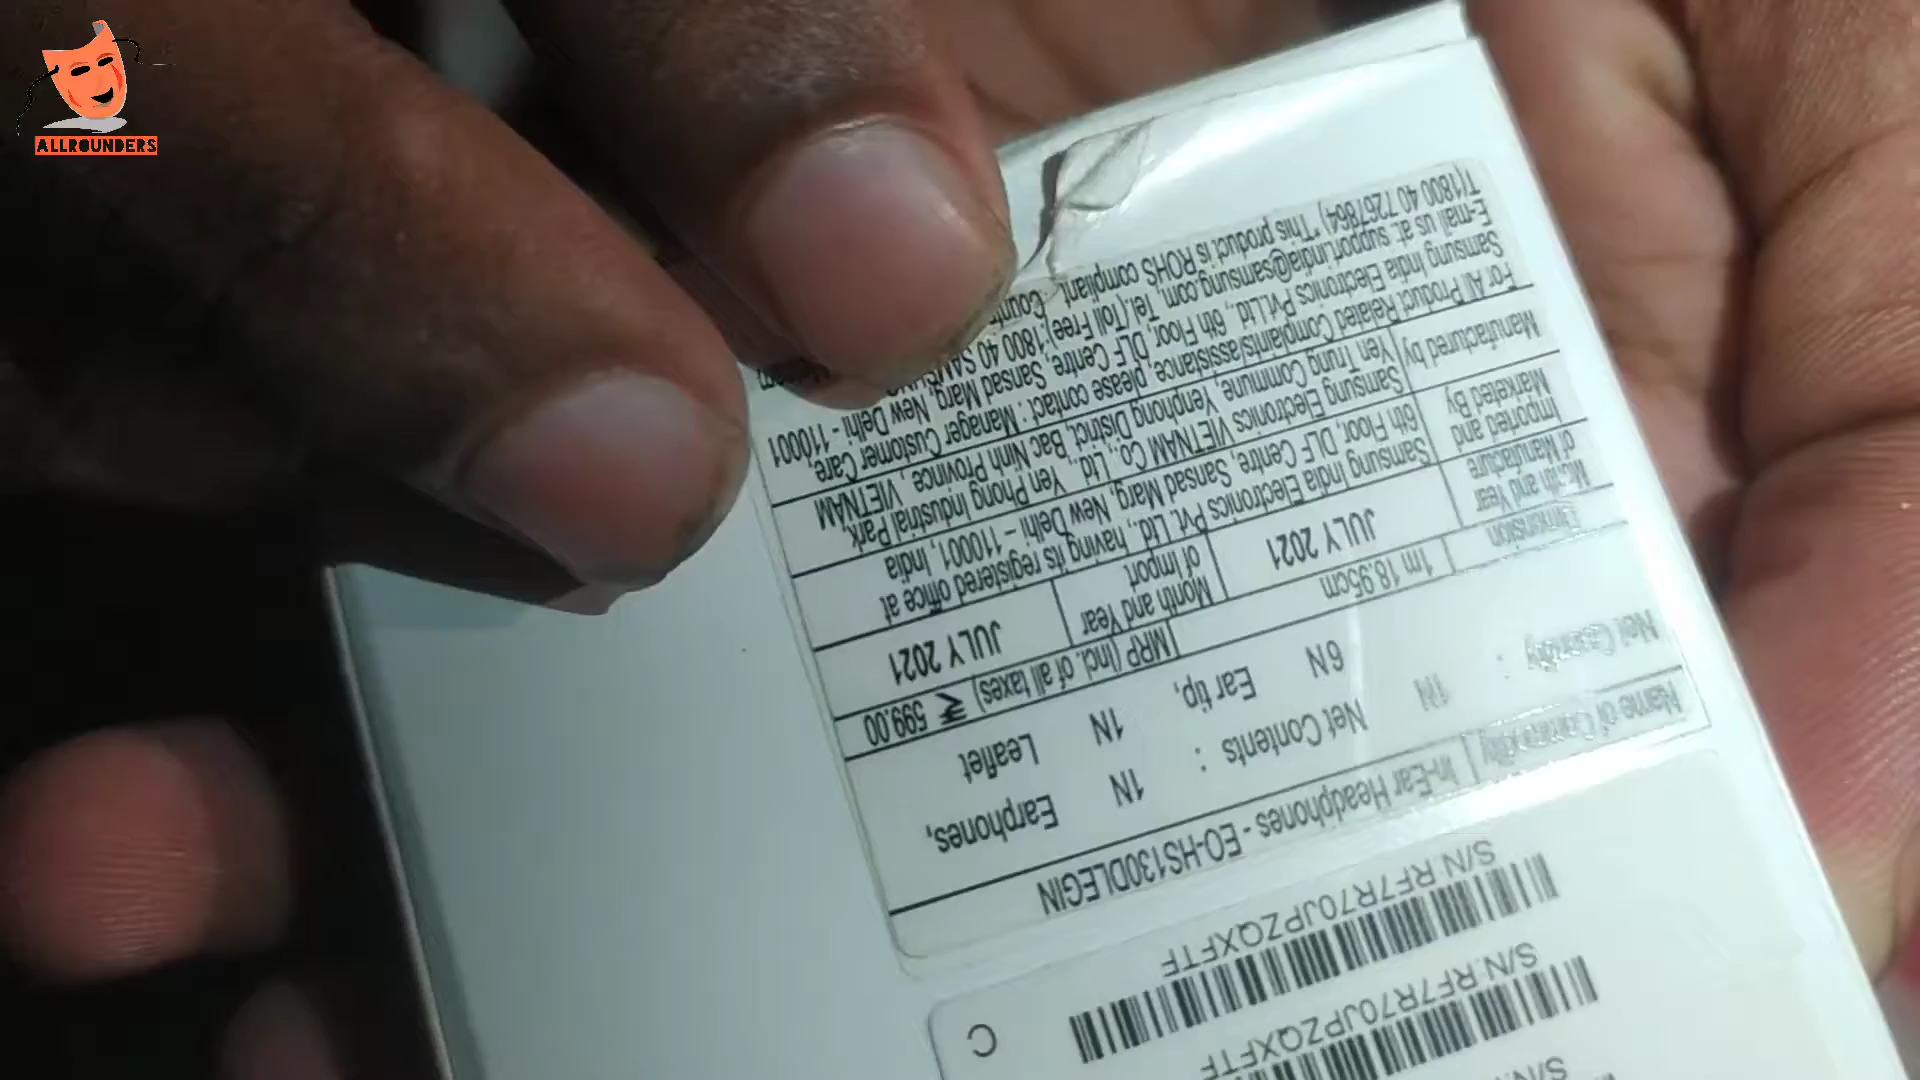 ALLROUNDERS
S/N:RF7R70JPZQXFTF
S/N:RF7R70JPZQXFTF
C
Name of Commodity In-Ear Headphones - EO-HS130DLEGIN
Net Quantity : 1N Net Contents : 1N Earphones,
6N Ear tip, 1N Leaflet
Dimension 1m 18.95cm MRP (Incl. of all taxes) ₹ 599.00
Month and Year of Manufacture JULY 2021 Month and Year of Import JULY 2021
Imported and Marketed By Samsung India Electronics Pvt. Ltd., having its registered office at
6th Floor, DLF Centre, Sansad Marg, New Delhi – 110001, India
Manufactured by Samsung Electronics VIETNAM Co., Ltd., Yen Phong Industrial Park,
Yen Trung Commune, Yenphong District, Bac Ninh Province, VIETNAM
For All Product Related Complaints/assistance, please contact : Manager Customer Care,
Samsung India Electronics Pvt.Ltd., 6th Floor, DLF Centre, Sansad Marg, New Delhi - 110001
E-mail us at: support.india@samsung.com, Tel.(Toll Free):1800 40 SAMSUNG
T(1800 40 7267864) *This product is ROHS compliant.